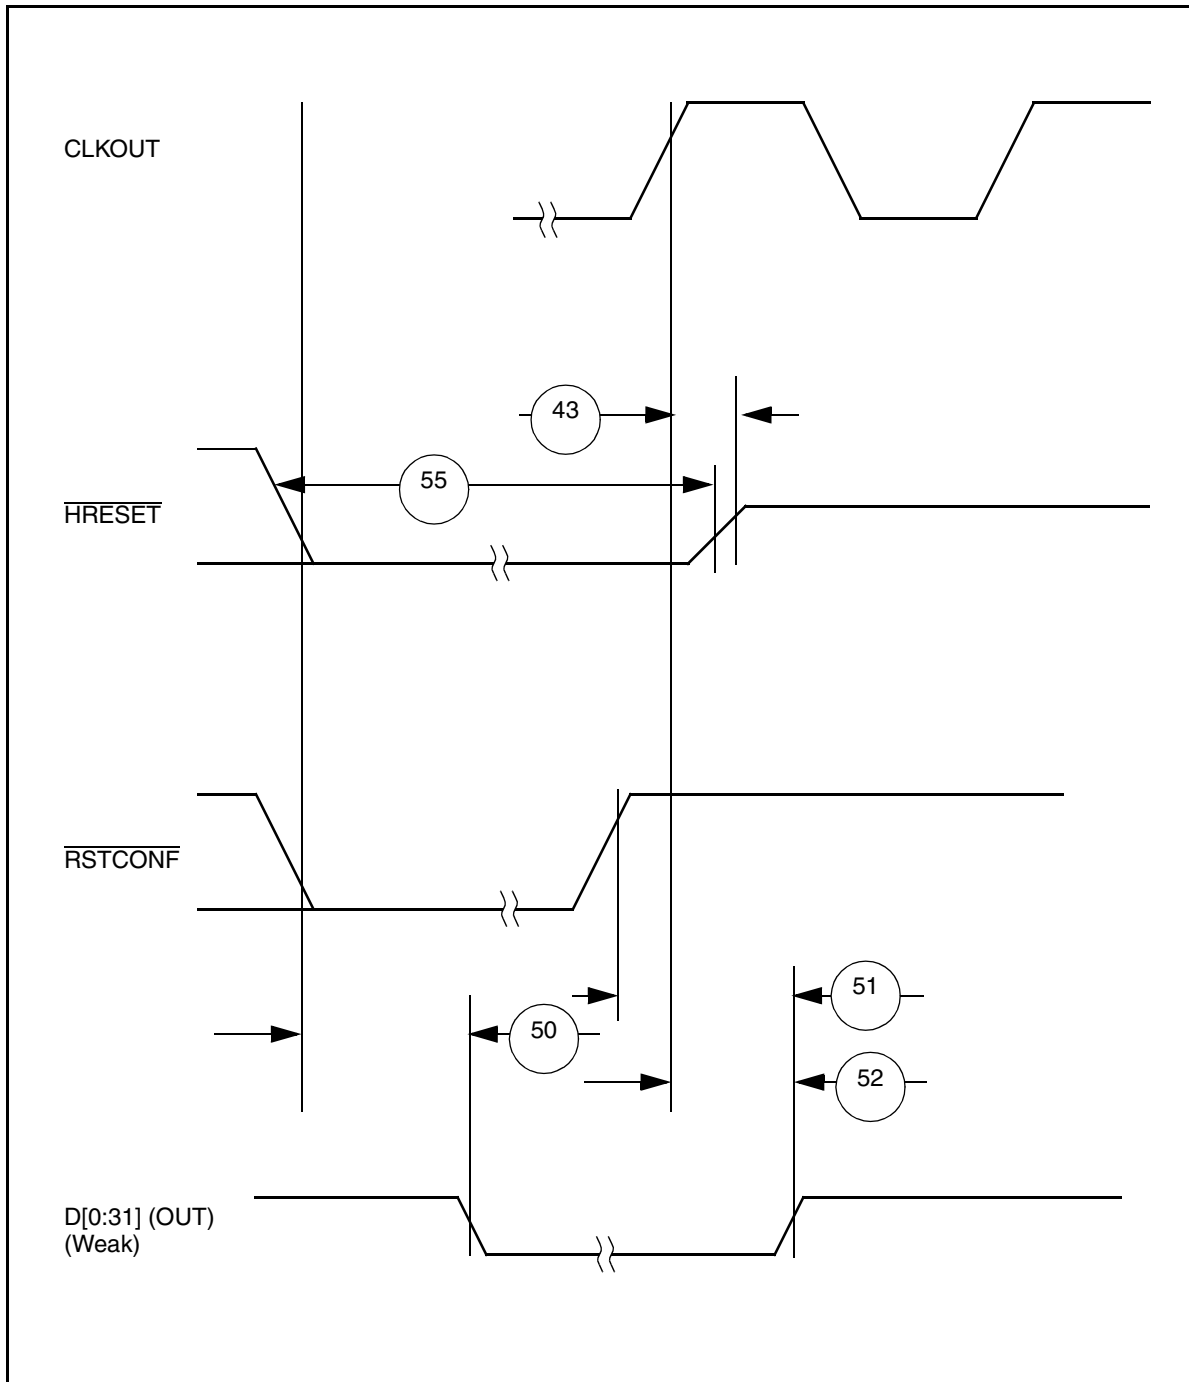 CLKOUT
43
55
HRESET
RSTCONF
51
50
52
D[0:31] (OUT)
(Weak)